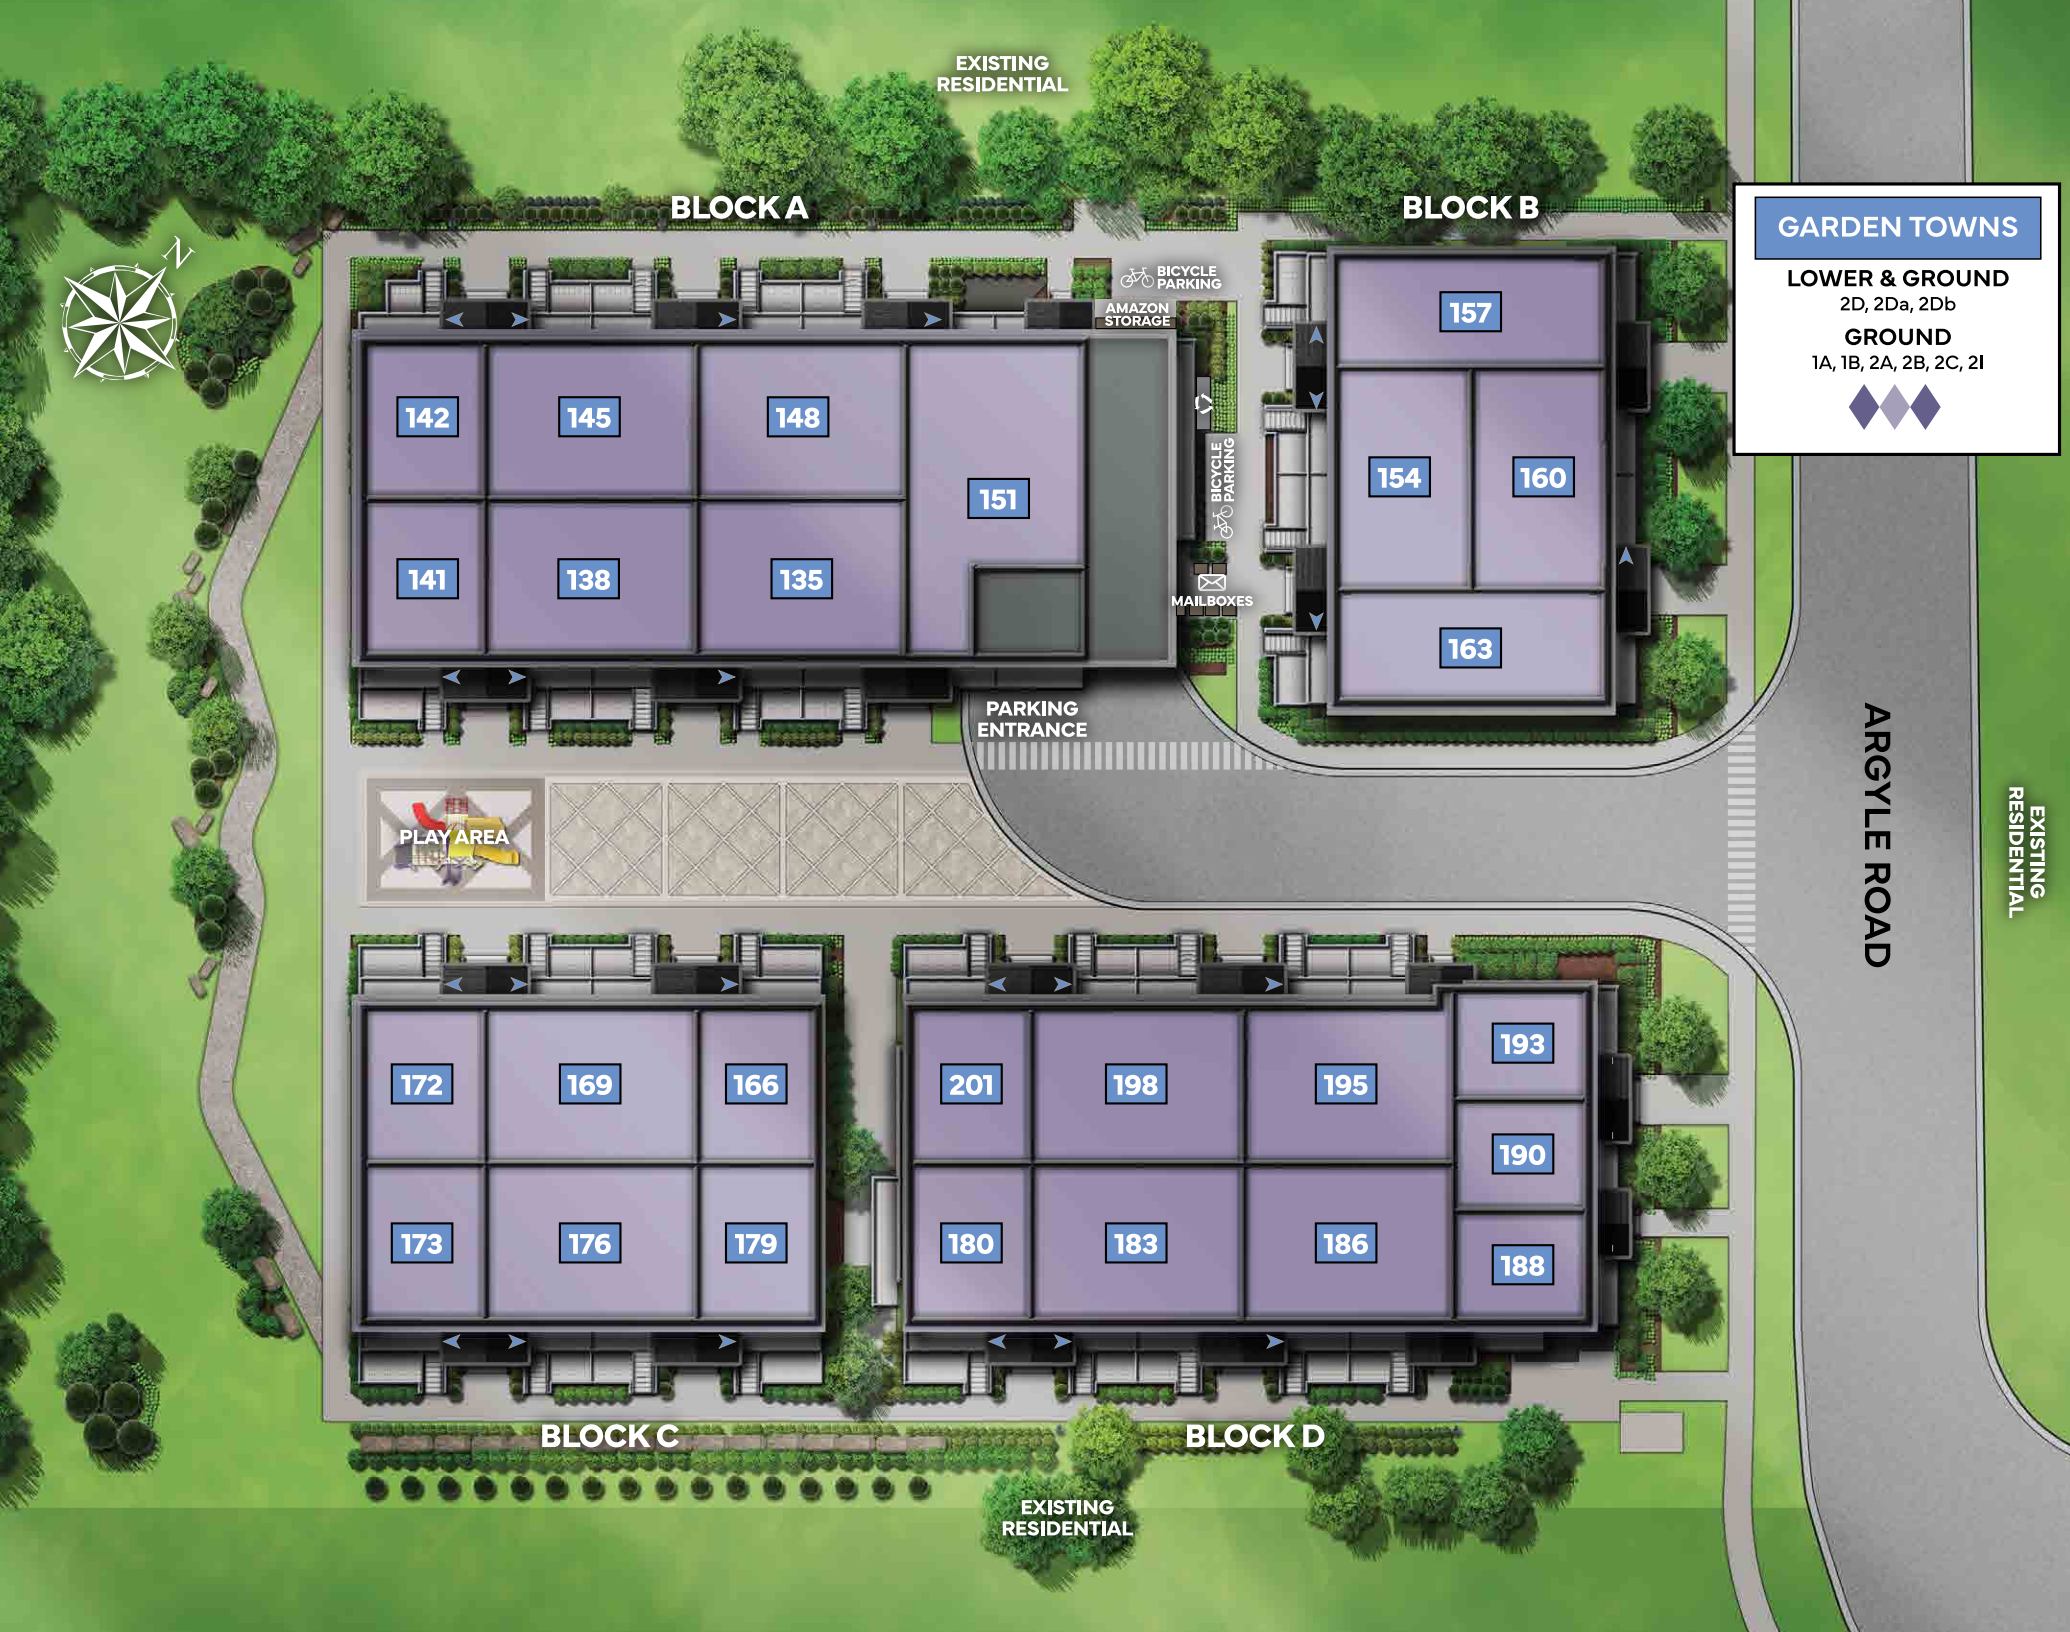 EXISTING
RESIDENTIAL
BLOCK A
BLOCK B
N
GARDEN TOWNS
LOWER & GROUND
2D, 2Da, 2Db
GROUND
1A, 1B, 2A, 2B, 2C, 2I
BICYCLE
PARKING
AMAZON
STORAGE
142
145
148
151
141
138
135
BICYCLE
PARKING
MAILBOXES
157
154
160
163
PARKING
ENTRANCE
PLAY AREA
ARGYLE ROAD
EXISTING
RESIDENTIAL
172
169
166
173
176
179
201
198
195
193
190
180
183
186
188
BLOCK C
BLOCK D
EXISTING
RESIDENTIAL